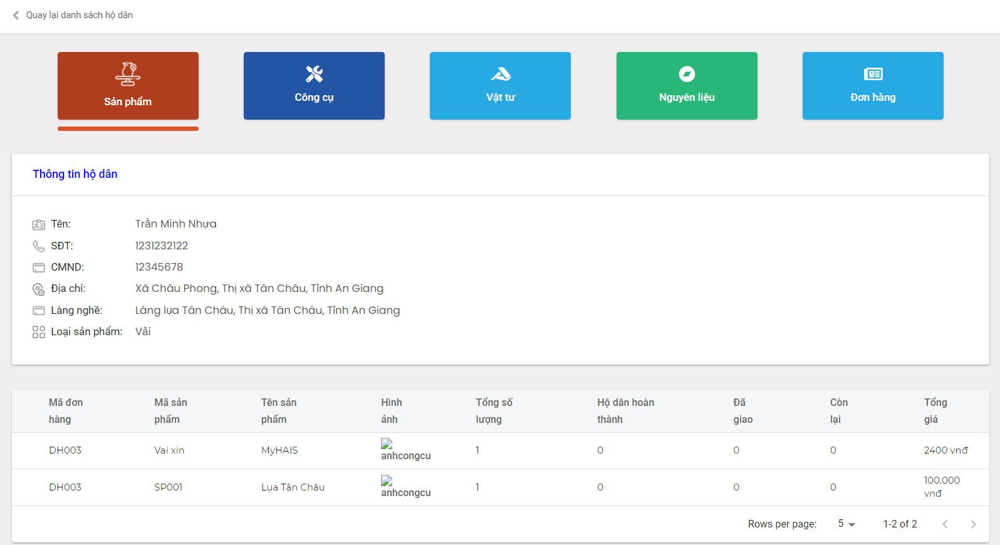 Quay lại danh sách hộ dân
Sản phẩm
Công cụ
Vật tư
Nguyên liệu
Đơn hàng
Thông tin hộ dân
Tên: Trần Minh Nhựa
SĐT: 1231232122
CMND: 12345678
Địa chỉ: Xã Châu Phong, Thị xã Tân Châu, Tỉnh An Giang
Làng nghề: Làng lụa Tân Châu, Thị xã Tân Châu, Tỉnh An Giang
Loại sản phẩm: Vải
Mã đơn hàng Mã sản phẩm Tên sản phẩm Hình ảnh Tổng số lượng Hộ dân hoàn thành Đã giao Còn lại Tổng giá
DH003 Vai xin MyHAIS anhcongcu 1 0 0 0 2400 vnđ
DH003 SP001 Lụa Tân Châu anhcongcu 1 0 0 0 100.000 vnđ
Rows per page: 5 1-2 of 2